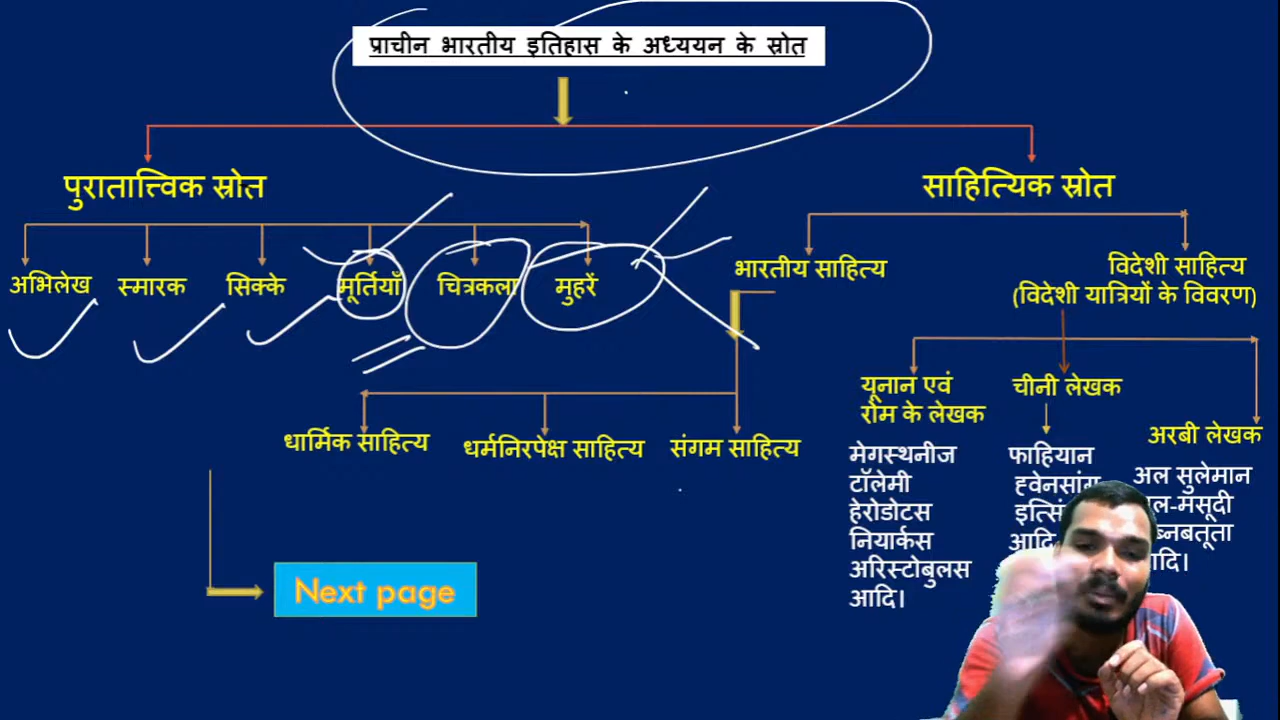 प्राचीन भारतीय इतिहास के अध्ययन के स्रोत
पुरातात्त्विक स्रोत
साहित्यिक स्रोत
अभिलेख
स्मारक
सिक्के
मूर्तियाँ
चित्रकला
मुहरें
भारतीय साहित्य
विदेशी साहित्य
(विदेशी यात्रियों के विवरण)
धार्मिक साहित्य
धर्मनिरपेक्ष साहित्य
संगम साहित्य
यूनान एवं
रोम के लेखक
मेगस्थनीज
टॉलेमी
हेरोडोटस
नियार्कस
अरिस्टोबुलस
आदि।
चीनी लेखक
फाहियान
ह्वेनसांग
आदि
अरबी लेखक
अल सुलेमान
Next page